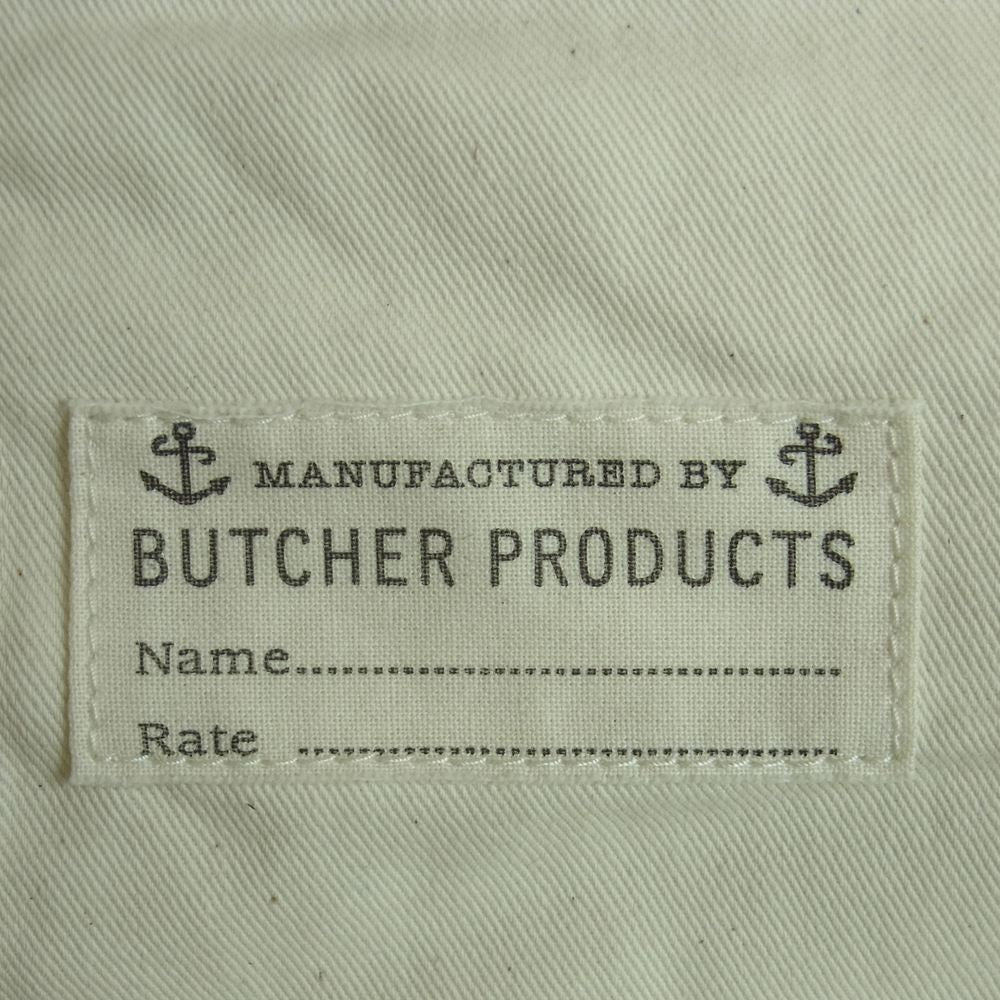 MANUFACTURED BY
BUTCHER PRODUCTS
Name...................................................
Rate ...................................................